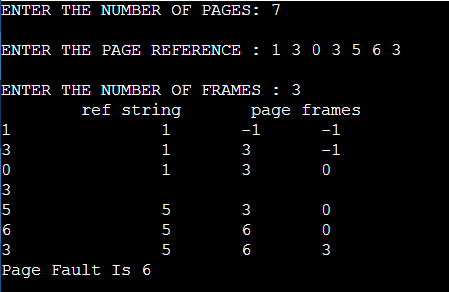 ENTER THE NUMBER OF PAGES: 7
ENTER THE PAGE REFERENCE : 1 3 0 3 5 6 3
ENTER THE NUMBER OF FRAMES : 3
ref string page frames
1 1 -1 -1
3 1 3 -1
0 1 3 0
3
5 5 3 0
6 5 6 0
3 5 6 3
Page Fault Is 6